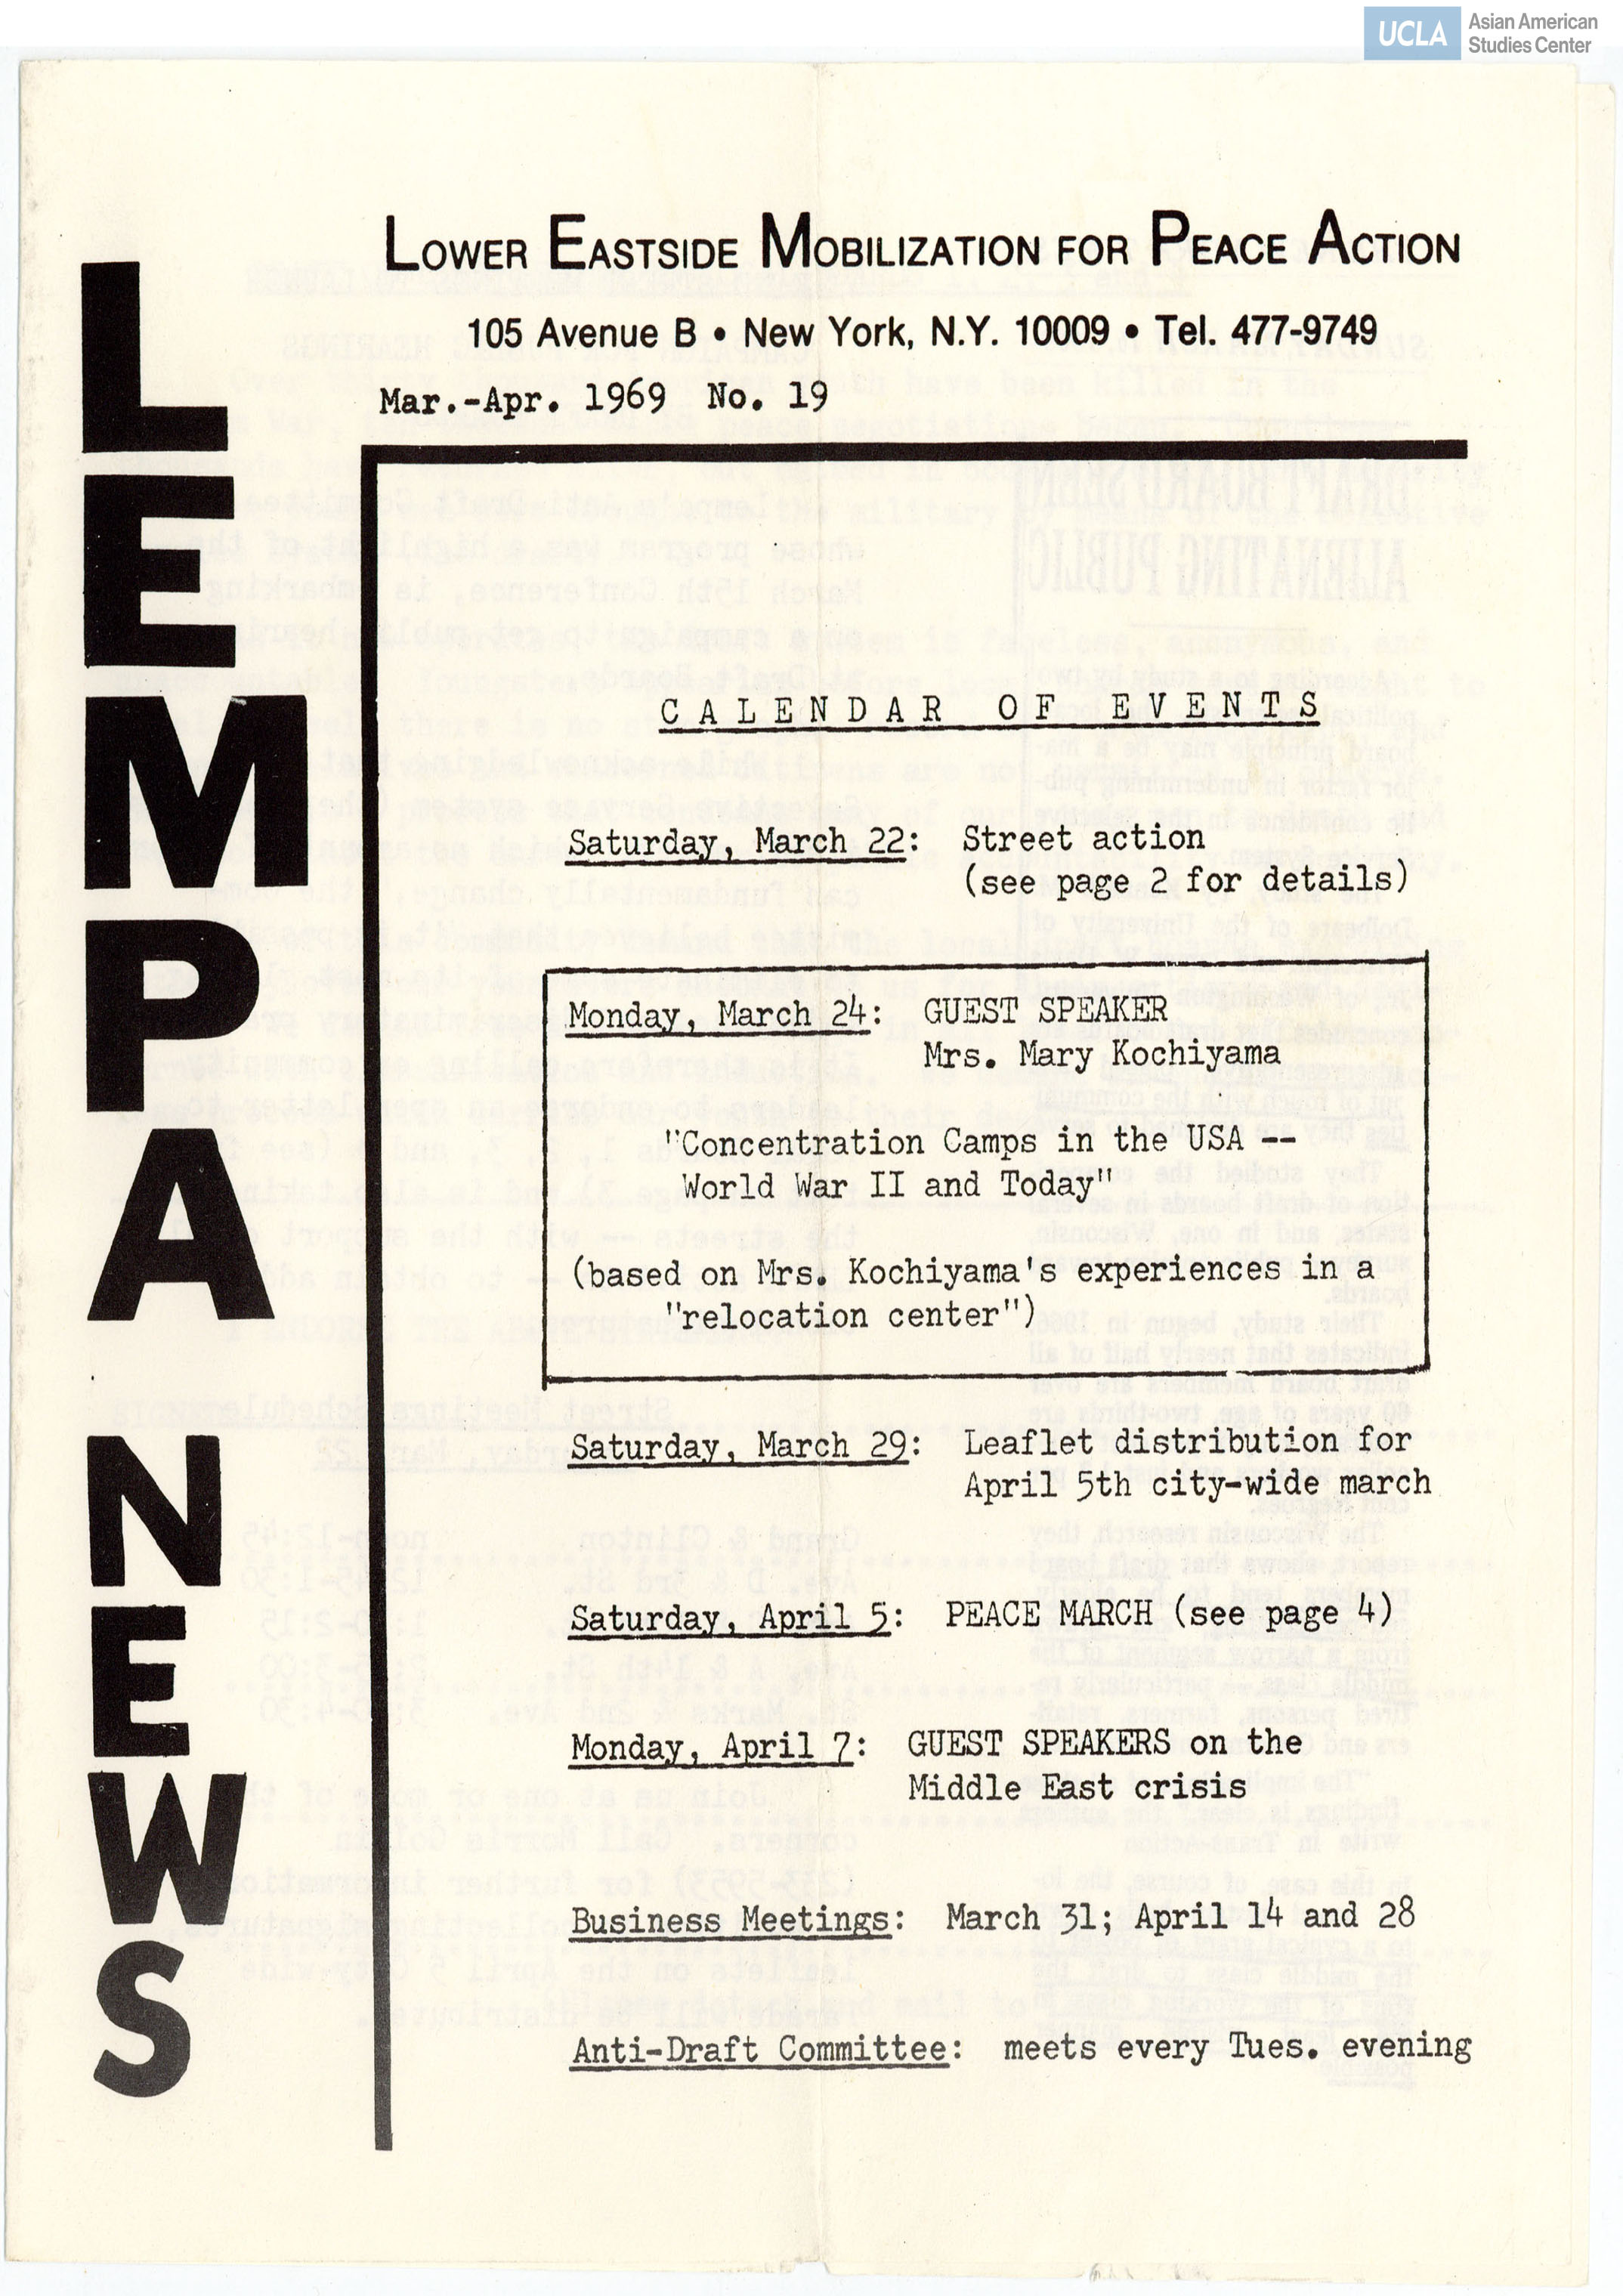 UCLA Asian American
Studies Center
LOWER EASTSIDE MOBILIZATION FOR PEACE ACTION
105 Avenue B • New York, N.Y. 10009 • Tel. 477-9749
Mar.-Apr. 1969 No. 19
LEMPA NEWS
CALENDAR OF EVENTS
Saturday, March 22: Street action
(see page 2 for details)
Monday, March 24: GUEST SPEAKER
Mrs. Mary Kochiyama
"Concentration Camps in the USA --
World War II and Today"
(based on Mrs. Kochiyama's experiences in a
"relocation center")
Saturday, March 29: Leaflet distribution for
April 5th city-wide march
Saturday, April 5: PEACE MARCH (see page 4)
Monday, April 7: GUEST SPEAKERS on the
Middle East crisis
Business Meetings: March 31; April 14 and 28
Anti-Draft Committee: meets every Tues. evening